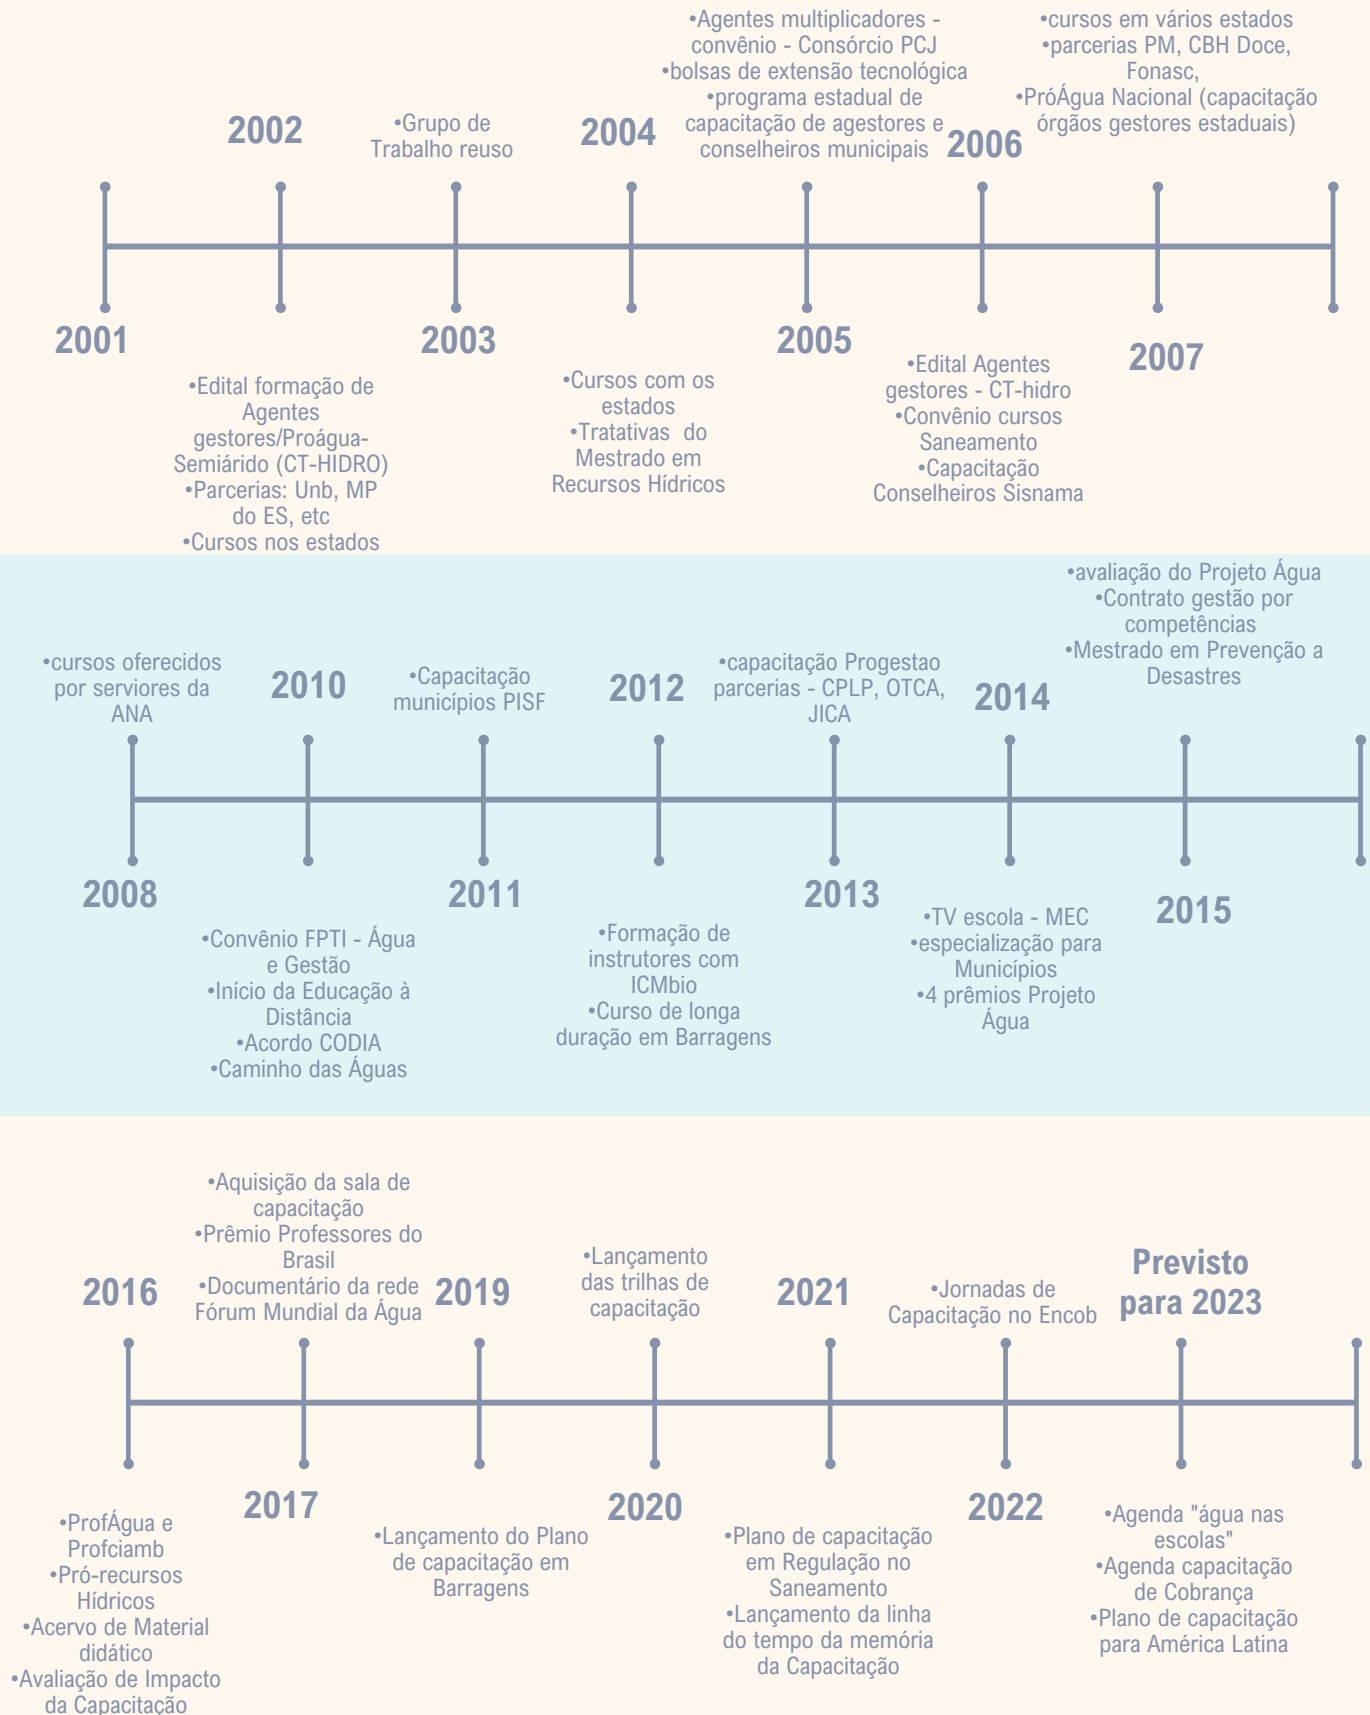 2001
2002
•Edital formação de
Agentes
gestores/Proágua-
Semiárido (CT-HIDRO)
•Parcerias: Unb, MP
do ES, etc
•Cursos nos estados
•Grupo de
Trabalho reuso
2003
2004
•Cursos com os
estados
•Tratativas do
Mestrado em
Recursos Hídricos
•Agentes multiplicadores -
convênio - Consórcio PCJ
•bolsas de extensão tecnológica
•programa estadual de
capacitação de agestores e
conselheiros municipais
2005
2006
•Edital Agentes
gestores - CT-hidro
•Convênio cursos
Saneamento
•Capacitação
Conselheiros Sisnama
•cursos em vários estados
•parcerias PM, CBH Doce,
Fonasc,
•PróÁgua Nacional (capacitação
órgãos gestores estaduais)
2007
•cursos oferecidos
por serviores da
ANA
2008
2010
•Convênio FPTI - Água
e Gestão
•Início da Educação à
Distância
•Acordo CODIA
•Caminho das Águas
•Capacitação
municípios PISF
2011
2012
•Formação de
instrutores com
ICMbio
•Curso de longa
duração em Barragens
•capacitação Progestao
parcerias - CPLP, OTCA,
JICA
2013
2014
•TV escola - MEC
•especialização para
Municípios
•4 prêmios Projeto
Água
•avaliação do Projeto Água
•Contrato gestão por
competências
•Mestrado em Prevenção a
Desastres
2015
2016
•ProfÁgua e
Profciamb
•Pró-recursos
Hídricos
•Acervo de Material
didático
•Avaliação de Impacto
da Capacitação
•Aquisição da sala de
capacitação
•Prêmio Professores do
Brasil
•Documentário da rede
Fórum Mundial da Água
2017
2019
•Lançamento do Plano
de capacitação em
Barragens
•Lançamento
das trilhas de
capacitação
2020
2021
•Plano de capacitação
em Regulação no
Saneamento
•Lançamento da linha
do tempo da memória
da Capacitação
•Jornadas de
Capacitação no Encob
2022
Previsto
para 2023
•Agenda "água nas
escolas"
•Agenda capacitação
de Cobrança
•Plano de capacitação
para América Latina